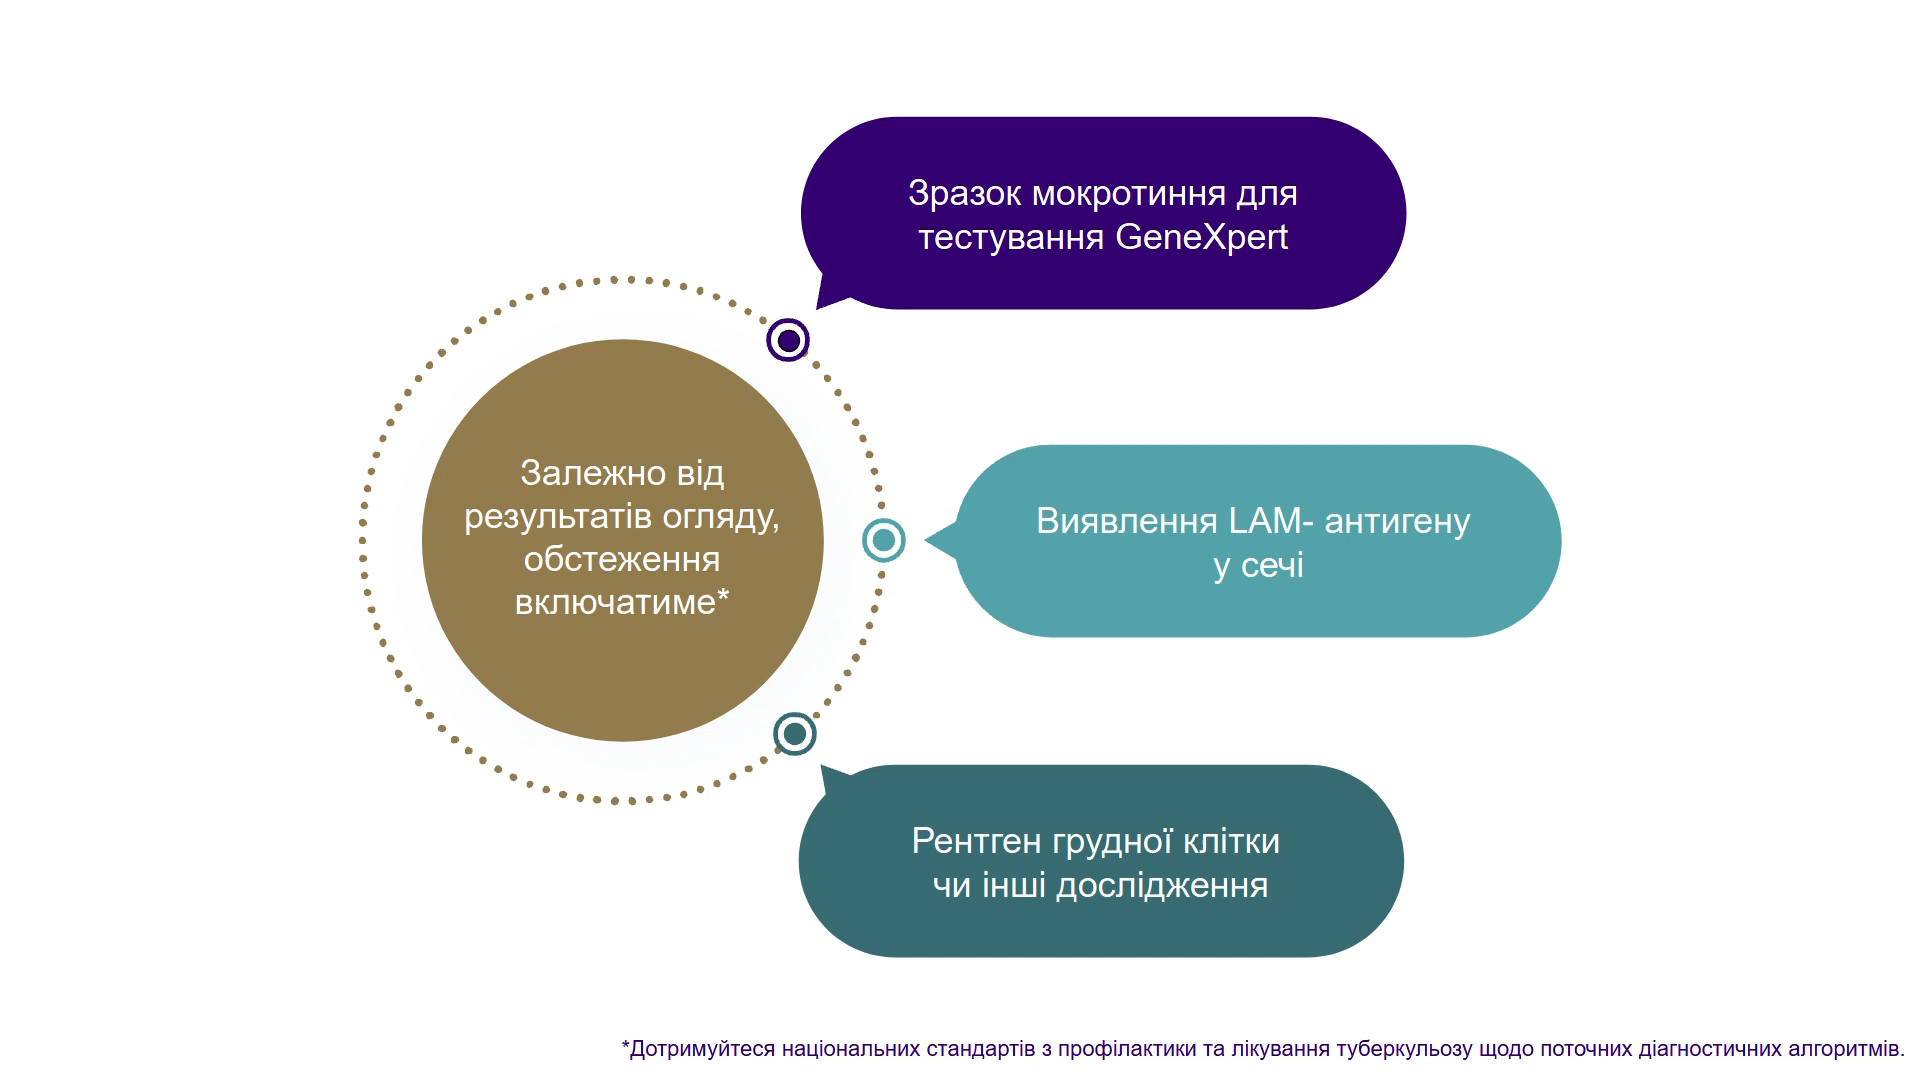 Зразок мокротиння для
тестування GeneXpert
Залежно від
результатів огляду,
обстеження
включатиме*
Виявлення LAM- антигену
у сечі
Рентген грудної клітки
чи інші дослідження
*Дотримуйтеся національних стандартів з профілактики та лікування туберкульозу щодо поточних діагностичних алгоритмів.